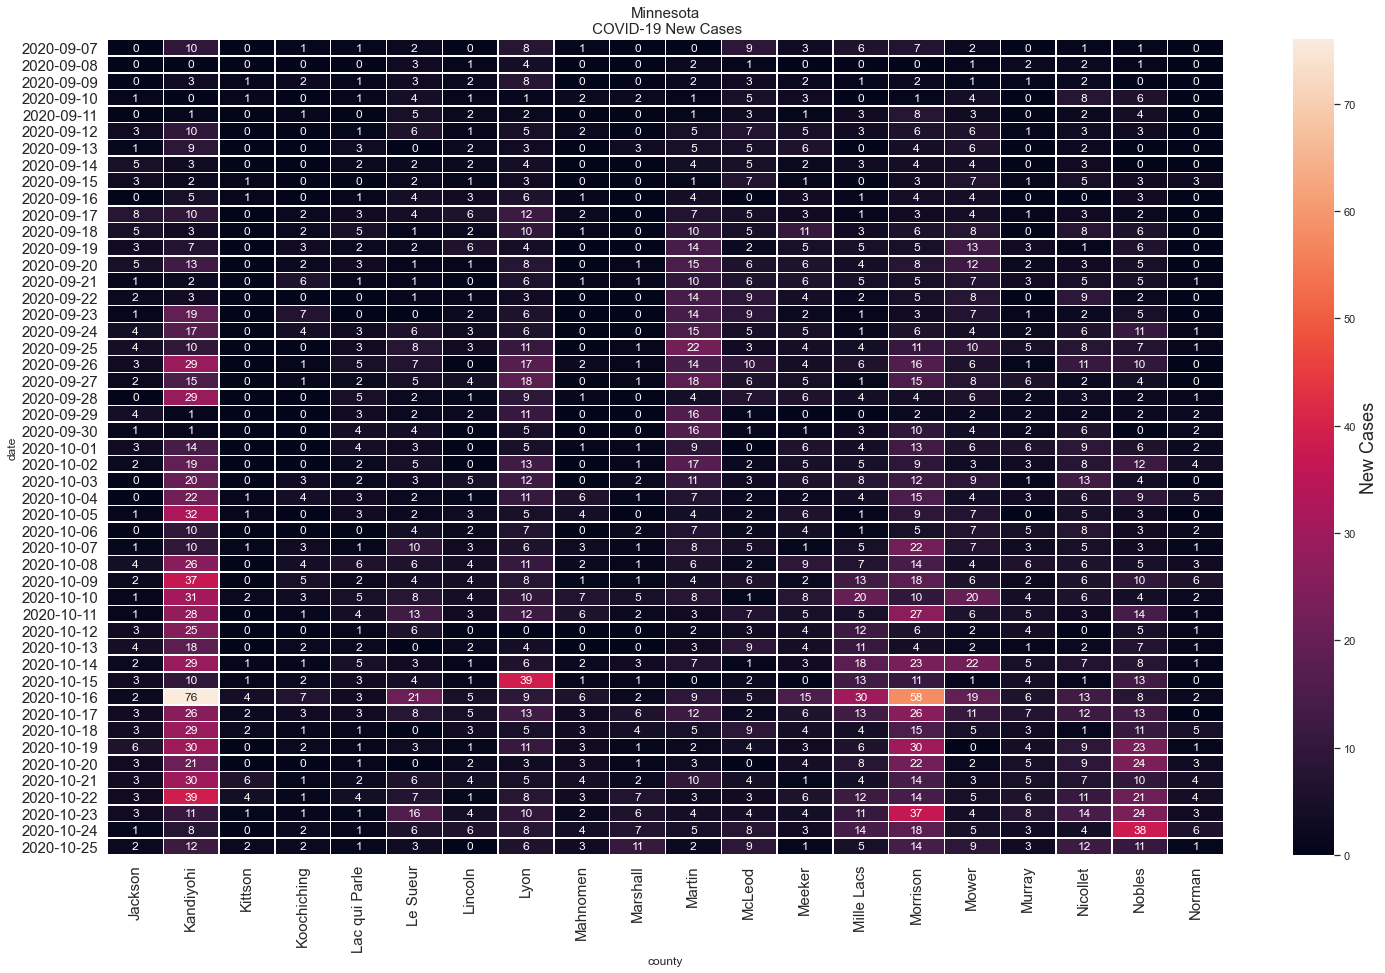 Minnesota
COVID-19 New Cases
2020-09-07 0 10 0 1 1 2 0 8 1 0 0 9 3 6 7 2 0 1 1 0
2020-09-08 0 0 0 0 0 3 1 4 0 0 2 1 0 0 0 1 2 2 1 0
2020-09-09 0 3 1 2 1 3 2 8 0 0 2 3 2 1 2 1 1 2 0 0
2020-09-10 1 0 1 0 1 4 1 1 2 2 1 5 3 0 1 4 0 8 6 0
2020-09-11 0 1 0 1 0 5 2 2 0 0 1 3 1 3 8 3 0 2 4 0
2020-09-12 3 10 0 0 1 6 1 5 2 0 5 7 5 3 6 6 1 3 3 0
2020-09-13 1 9 0 0 3 0 2 3 0 3 5 5 6 0 4 6 0 2 0 0
2020-09-14 5 3 0 0 2 2 2 4 0 0 4 5 2 3 4 4 0 3 0 0
2020-09-15 3 2 1 0 0 2 1 3 0 0 1 7 1 0 3 7 1 5 3 3
2020-09-16 0 5 1 0 1 4 3 6 1 0 4 0 3 1 4 4 0 0 3 0
2020-09-17 8 10 0 2 3 4 6 12 2 0 7 5 3 1 3 4 1 3 2 0
2020-09-18 5 3 0 2 5 1 2 10 1 0 10 5 11 3 6 8 0 8 6 0
2020-09-19 3 7 0 3 2 2 6 4 0 0 14 2 5 5 5 13 3 1 6 0
2020-09-20 5 13 0 2 3 1 1 8 0 1 15 6 6 4 8 12 2 3 5 0
2020-09-21 1 2 0 6 1 1 0 6 1 1 10 6 6 5 5 7 3 5 5 1
2020-09-22 2 3 0 0 0 1 1 3 0 0 14 9 4 2 5 8 0 9 2 0
2020-09-23 1 19 0 7 0 0 2 6 0 0 14 9 2 1 3 7 1 2 5 0
2020-09-24 4 17 0 4 3 6 3 6 0 0 15 5 5 1 6 4 2 6 11 1
2020-09-25 4 10 0 0 3 8 3 11 0 1 22 3 4 4 11 10 5 8 7 1
2020-09-26 3 29 0 1 5 7 0 17 2 1 14 10 4 6 16 6 1 11 10 0
2020-09-27 2 15 0 1 2 5 4 18 0 1 18 6 5 1 15 8 6 2 4 0
2020-09-28 0 29 0 0 5 2 1 9 1 0 4 7 6 4 4 6 2 3 2 1
2020-09-29 4 1 0 0 3 2 2 11 0 0 16 1 0 0 2 2 2 2 2 2
2020-09-30 1 1 0 0 4 4 0 5 0 0 16 1 1 3 10 4 2 6 0 2
2020-10-01 3 14 0 0 4 3 0 5 1 1 9 0 6 4 13 6 6 9 6 2
2020-10-02 2 19 0 0 2 5 0 13 0 1 17 2 5 5 9 3 3 8 12 4
2020-10-03 0 20 0 3 2 3 5 12 0 2 11 3 6 8 12 9 1 13 4 0
2020-10-04 0 22 1 4 3 2 1 11 6 1 7 2 2 4 15 4 3 6 9 5
2020-10-05 1 32 1 0 3 2 3 5 4 0 4 2 6 1 9 7 0 5 3 0
2020-10-06 0 10 0 0 0 4 2 7 0 2 7 2 4 1 5 7 5 8 3 2
2020-10-07 1 10 1 3 1 10 3 6 3 1 8 5 1 5 22 7 3 5 3 1
2020-10-08 4 26 0 4 6 6 4 11 2 1 6 2 9 7 14 4 6 6 5 3
2020-10-09 2 37 0 5 2 4 4 8 1 1 4 6 2 13 18 6 2 6 10 6
2020-10-10 1 31 2 3 5 8 4 10 7 5 8 1 8 20 10 20 4 6 4 2
2020-10-11 1 28 0 1 4 13 3 12 6 2 3 7 5 5 27 6 5 3 14 1
2020-10-12 3 25 0 0 1 6 0 0 0 0 2 3 4 12 6 2 4 0 5 1
2020-10-13 4 18 0 2 2 0 2 4 0 0 3 9 4 11 4 2 1 2 7 1
2020-10-14 2 29 1 1 5 3 1 6 2 3 7 1 3 18 23 22 5 7 8 1
2020-10-15 3 10 1 2 3 4 1 39 1 1 0 2 0 13 11 1 4 1 13 0
2020-10-16 2 76 4 7 3 21 5 9 6 2 9 5 15 30 58 19 6 13 8 2
2020-10-17 3 26 2 3 3 8 5 13 3 6 12 2 6 13 26 11 7 12 13 0
2020-10-18 3 29 2 1 1 0 3 5 3 4 5 9 4 4 15 5 3 1 11 5
2020-10-19 6 30 0 2 1 3 1 11 3 1 2 4 3 6 30 0 4 9 23 1
2020-10-20 3 21 0 0 1 0 2 3 3 1 3 0 4 8 22 2 5 9 24 3
2020-10-21 3 30 6 1 2 6 4 5 4 2 10 4 1 4 14 3 5 7 10 4
2020-10-22 3 39 4 1 4 7 1 8 3 7 3 3 6 12 14 5 6 11 21 4
2020-10-23 3 11 1 1 1 16 4 10 2 6 4 4 4 11 37 4 8 14 24 3
2020-10-24 1 8 0 2 1 6 6 8 4 7 5 8 3 14 18 5 3 4 38 6
2020-10-25 2 12 2 2 1 3 0 6 3 11 2 9 1 5 14 9 3 12 11 1
date
Jackson Kandiyohi Kittson Koochiching Lac qui Parle Le Sueur Lincoln Lyon Mahnomen Marshall Martin McLeod Meeker Mille Lacs Morrison Mower Murray Nicollet Nobles Norman
county
70
60
50
40
30
20
10
0
New Cases